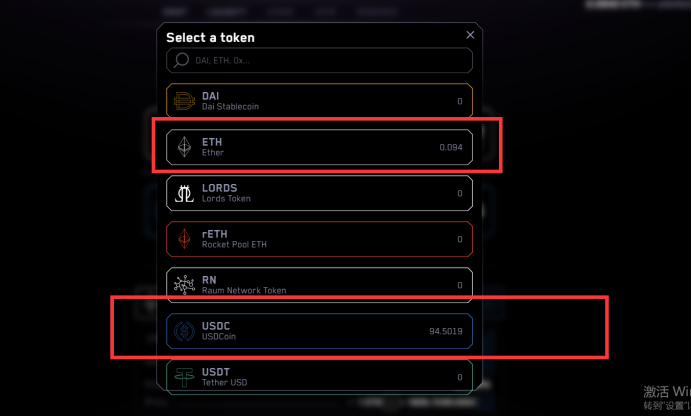 Select a token
DAI, ETH, 0x...
DAI
Dai Stablecoin
0
ETH
Ether
0.094
LORDS
Lords Token
0
rETH
Rocket Pool ETH
0
RN
Raum Network Token
0
USDC
USDCoin
94.5019
USDT
Tether USD
0
激活 Win
转到"设置"以